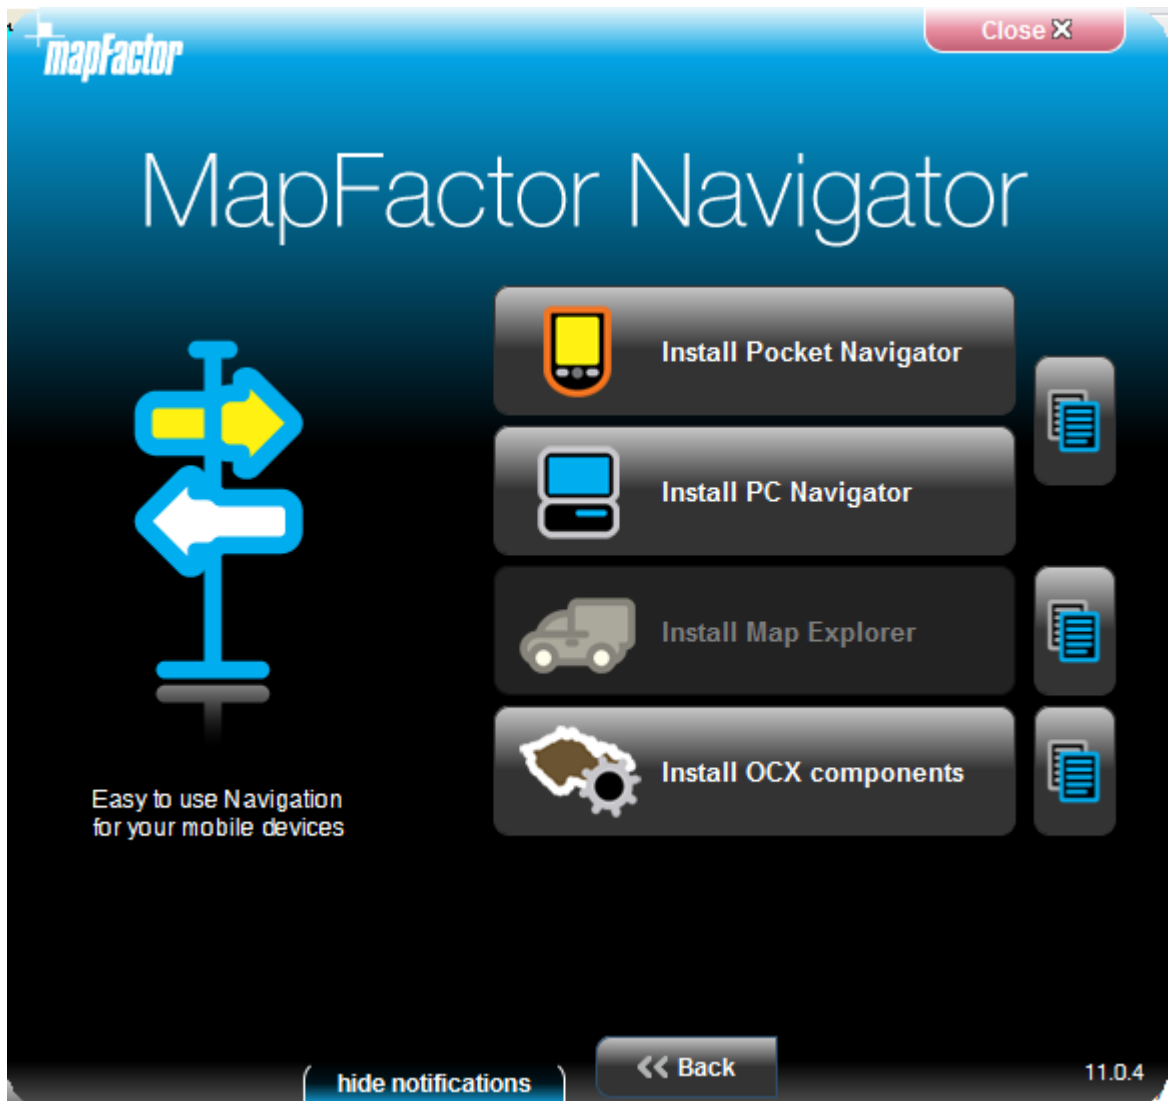 mapFactor
Close
MapFactor Navigator
Install Pocket Navigator
Install PC Navigator
Install Map Explorer
Install OCX components
Easy to use Navigation
for your mobile devices
Back
hide notifications
11.0.4